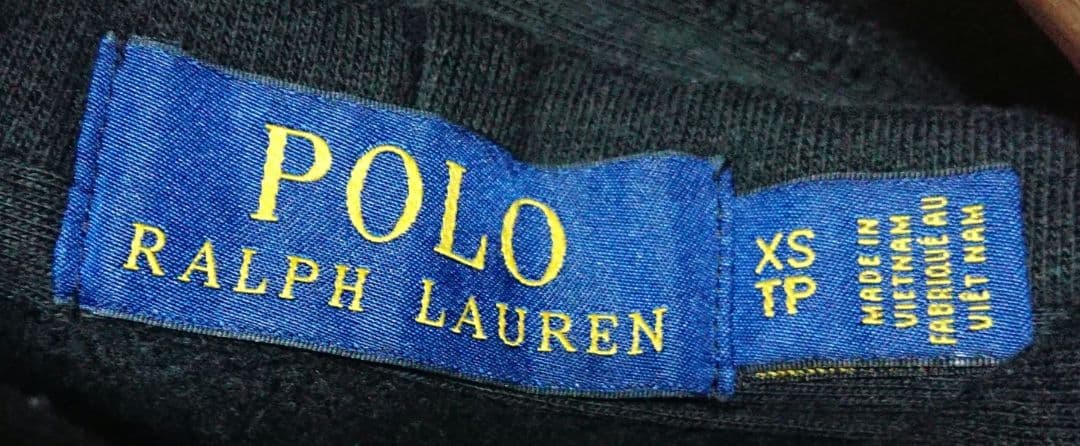 POLO
RALPH LAUREN
XS
TP
MADE IN
VIETNAM
FABRIQUÉ AU
VIÊT NAM